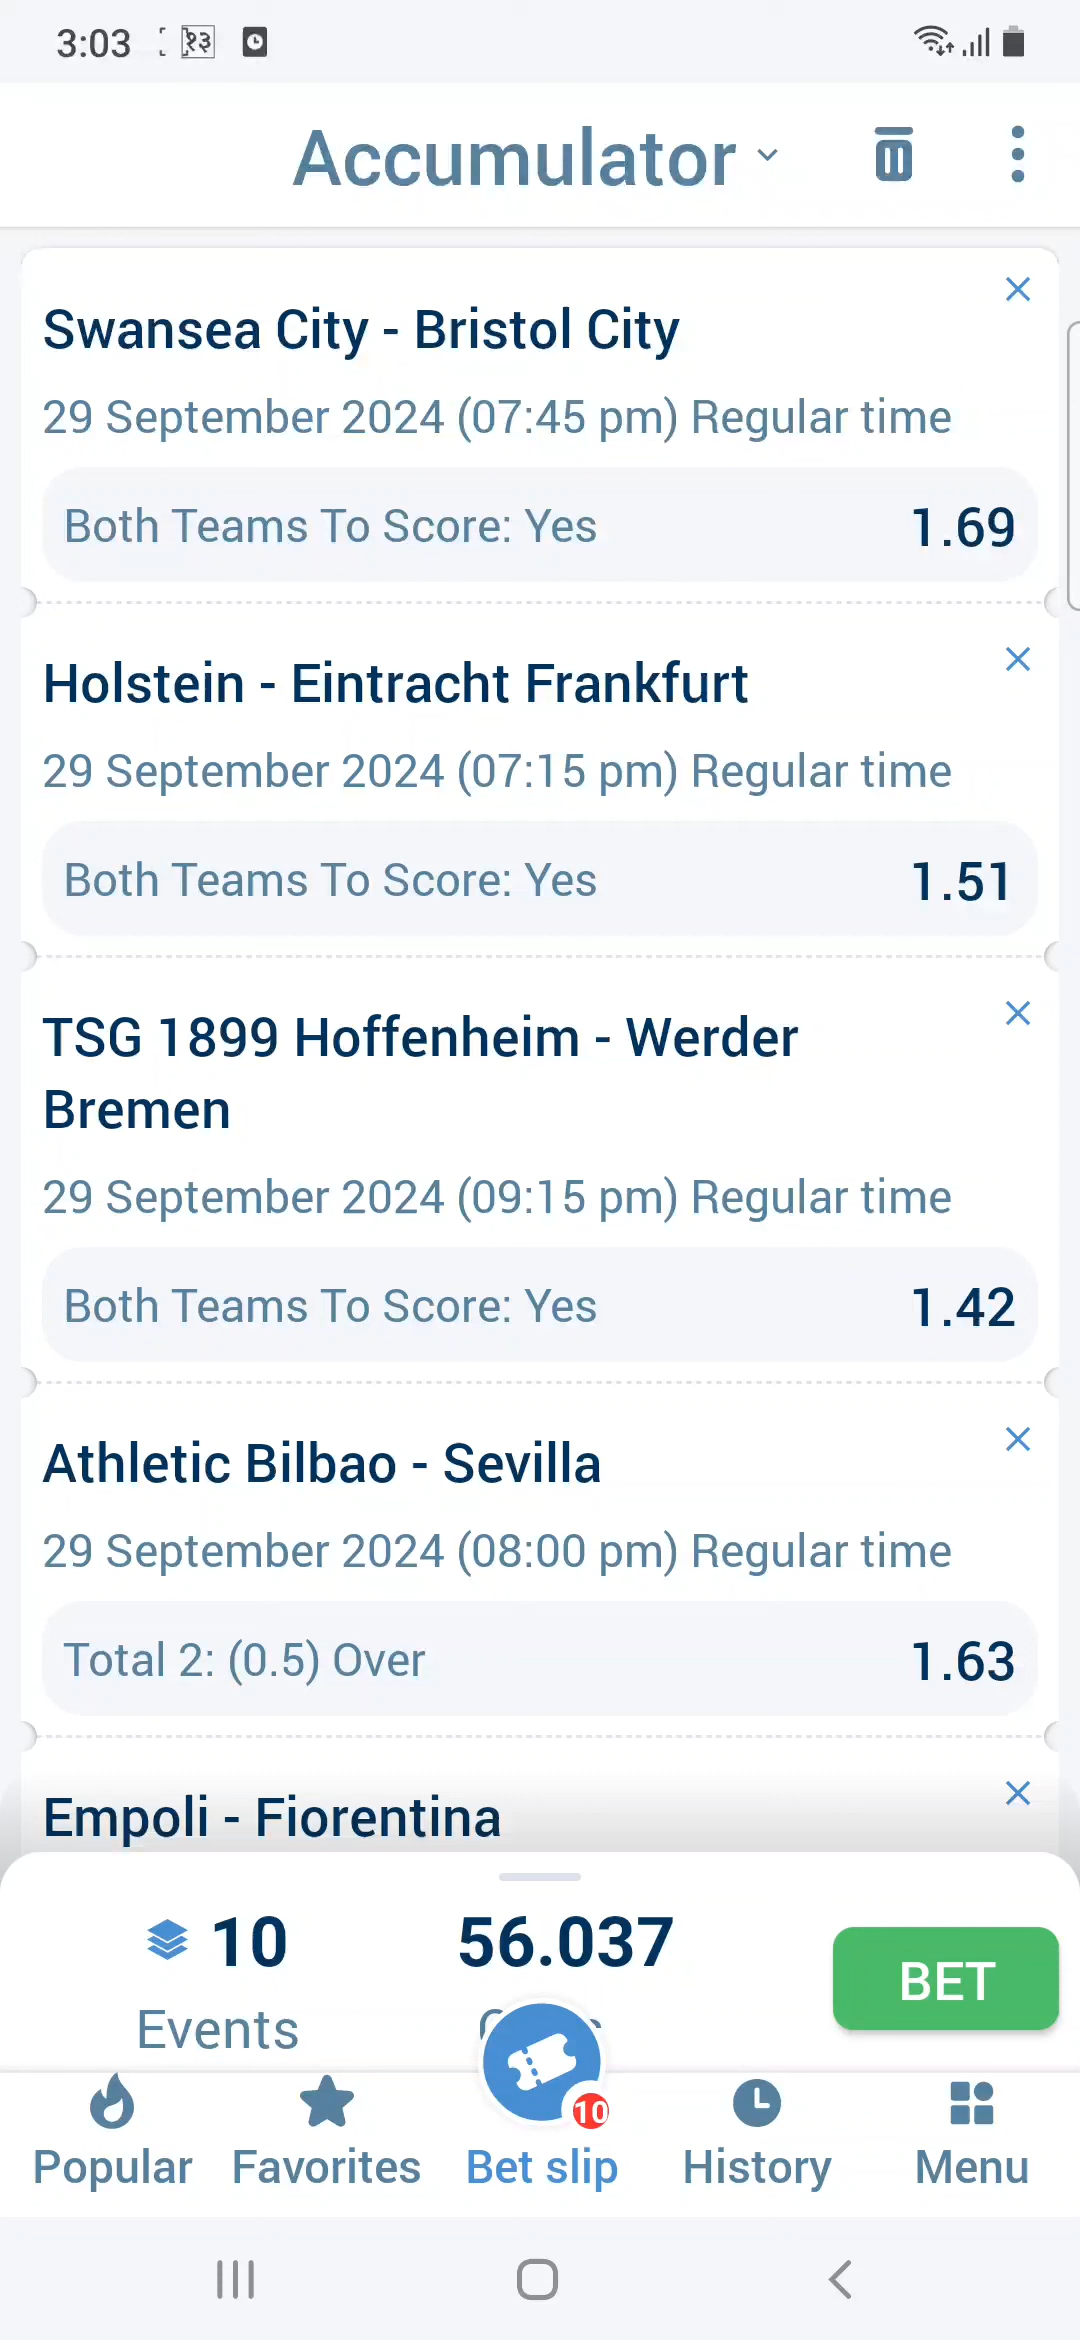 3:03
Accumulator
Swansea City - Bristol City
29 September 2024 (07:45 pm) Regular time
Both Teams To Score: Yes 1.69
Holstein - Eintracht Frankfurt
29 September 2024 (07:15 pm) Regular time
Both Teams To Score: Yes 1.51
TSG 1899 Hoffenheim - Werder
Bremen
29 September 2024 (09:15 pm) Regular time
Both Teams To Score: Yes 1.42
Athletic Bilbao - Sevilla
29 September 2024 (08:00 pm) Regular time
Total 2: (0.5) Over 1.63
Empoli - Fiorentina
10 56.037
BET
Events
10
Popular Favorites Bet slip History Menu